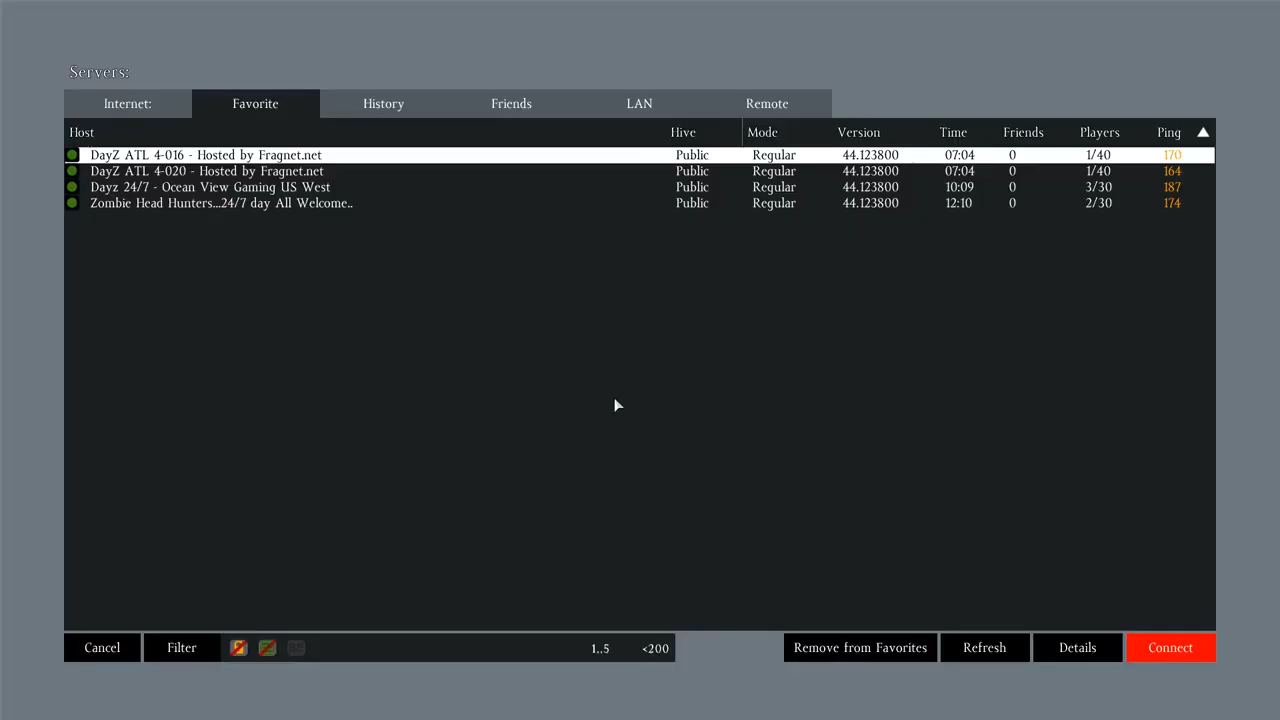 Servers:
Internet: Favorite History Friends LAN Remote
Host Hive Mode Version Time Friends Players Ping
DayZ ATL 4-016 - Hosted by Fragnet.net Public Regular 44.123800 07:04 0 1/40 170
DayZ ATL 4-020 - Hosted by Fragnet.net Public Regular 44.123800 07:04 0 1/40 164
Dayz 24/7 - Ocean View Gaming US West Public Regular 44.123800 10:09 0 3/30 187
Zombie Head Hunters...24/7 day All Welcome.. Public Regular 44.123800 12:10 0 2/30 174
Cancel Filter 1..5 <200 Remove from Favorites Refresh Details Connect